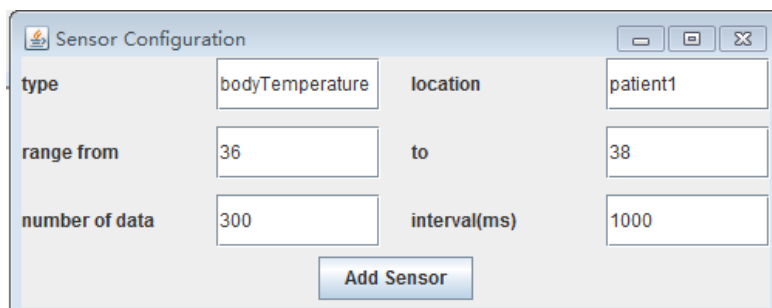 Sensor Configuration
type bodyTemperature location patient1
range from 36 to 38
number of data 300 interval(ms) 1000
Add Sensor